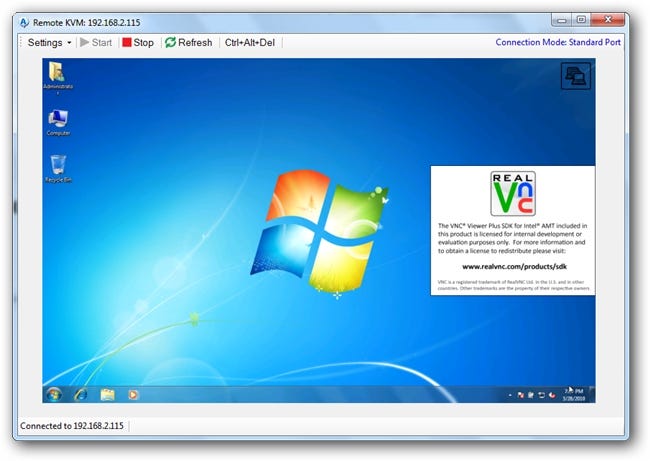 Remote KVM: 192.168.2.115
Settings Start Stop Refresh Ctrl+Alt+Del Connection Mode: Standard Port
Administrato
r
Computer
Recycle Bin
REAL
Vnc
The VNC® Viewer Plus SDK for Intel® AMT included in
this product is licensed for internal development or
evaluation purposes only. For more information and
to obtain a license to redistribute please visit:
www.realvnc.com/products/sdk
VNC is a registered trademark of RealVNC Ltd. in the U.S. and in other
countries. Other trademarks are the property of their respective owners
PM
5/26/2010
Connected to 192.168.2.115